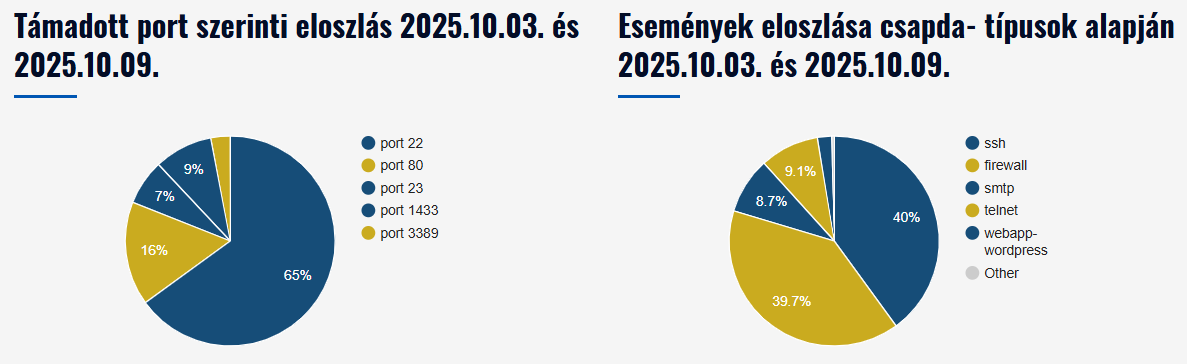 Támadott port szerinti eloszlás 2025.10.03. és
2025.10.09.
9%
7%
16%
65%
port 22
port 80
port 23
port 1433
port 3389
Események eloszlása csapda- típusok alapján
2025.10.03. és 2025.10.09.
9.1%
8.7%
40%
39.7%
ssh
firewall
smtp
telnet
webapp-
wordpress
Other